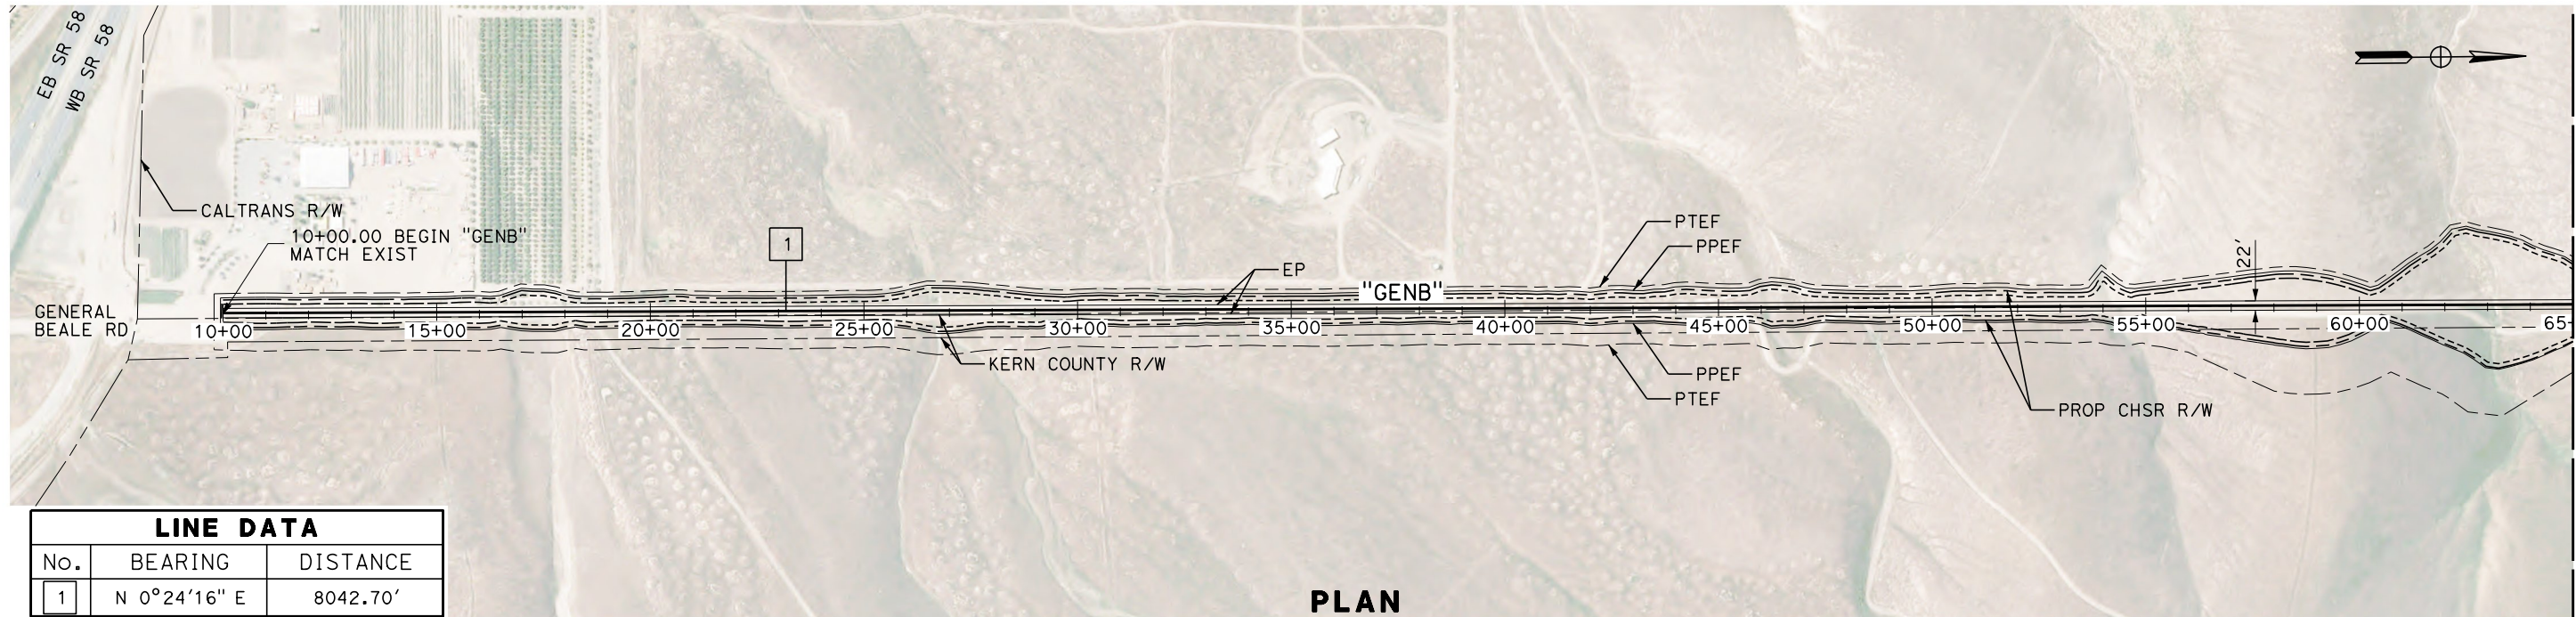 EB SR 58
WB SR 58
CALTRANS R/W
10+00.00 BEGIN "GENB"
MATCH EXIST
1
EP
"GENB"
PTEF
PPEF
22'
GENERAL
BEALE RD
10+00
15+00
20+00
25+00
30+00
35+00
40+00
45+00
50+00
55+00
60+00
65+
KERN COUNTY R/W
PPEF
PTEF
PROP CHSR R/W
LINE DATA
No. BEARING DISTANCE
1 N 0°24'16" E 8042.70'
PLAN